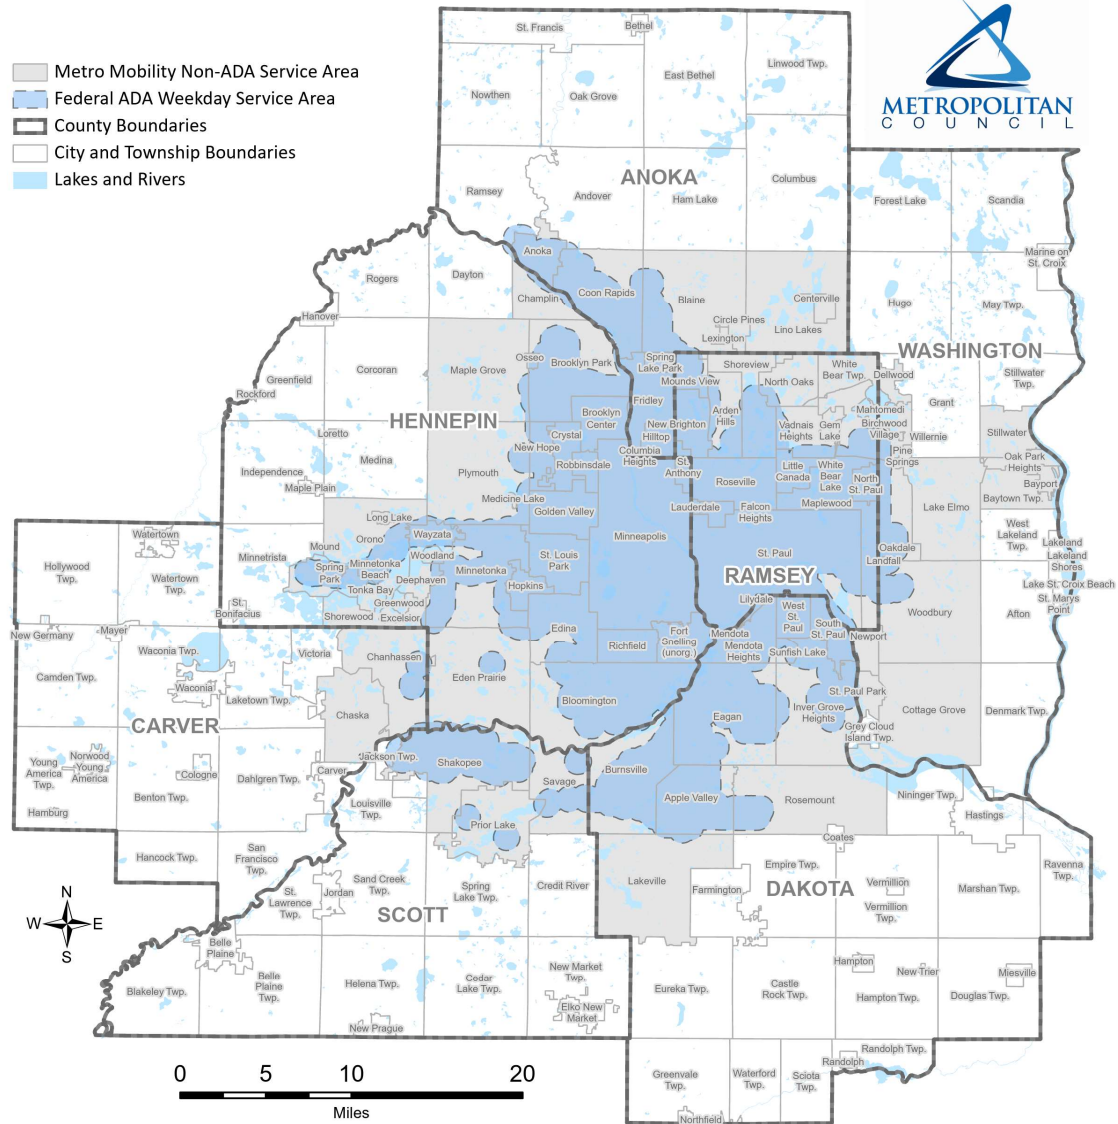 Metro Mobility Non-ADA Service Area
Federal ADA Weekday Service Area
County Boundaries
City and Township Boundaries
Lakes and Rivers
METROPOLITAN
COUNCIL
St. Francis
Bethel
Linwood Twp.
East Bethel
Nowthen
Oak Grove
ANOKA
Columbus
Ramsey
Andover
Ham Lake
Forest Lake
Scandia
Anoka
Marine on
St. Croix
Rogers
Dayton
Champlin
Coon Rapids
Blaine
Centerville
Hugo
May Twp.
Hanover
Circle Pines
Lino Lakes
Lexington
WASHINGTON
Osseo
Brooklyn Park
Spring
Lake Park
Shoreview
White
Bear Twp.
Dellwood
Stillwater
Twp.
Corcoran
Maple Grove
Mounds View
North Oaks
Greenfield
Rockford
Fridley
Grant
HENNEPIN
Brooklyn
Center
Arden
Hills
Mahtomedi
Birchwood
Village
New Brighton
Vadnais
Heights
Gem
Lake
Loretto
Crystal
Hilltop
Willernie
Stillwater
New Hope
Columbia
Heights
Pine
Springs
Oak Park
Heights
Medina
Robbinsdale
St.
Anthony
Little
Canada
White
Bear
Lake
North
St. Paul
Independence
Plymouth
Roseville
Bayport
Maple Plain
Medicine Lake
Maplewood
Baytown Twp.
Golden Valley
Lauderdale
Falcon
Heights
Lake Elmo
Long Lake
West
Lakeland
Twp.
Watertown
Orono
Wayzata
Minneapolis
Mound
Woodland
St. Louis
Park
St. Paul
Oakdale
Lakeland
Minnetrista
Landfall
Lakeland
Shores
Hollywood
Twp.
Watertown
Twp.
Spring
Park
Minnetonka
Beach
Deephaven
Minnetonka
RAMSEY
Tonka Bay
Hopkins
Lake St. Croix Beach
Greenwood
Lilydale
St. Marys
Point
St.
Bonifacius
Shorewood
Excelsior
West
St.
Paul
South
St. Paul
Woodbury
Afton
New Germany
Mayer
Edina
Fort
Snelling
(unorg.)
Mendota
Newport
Richfield
Mendota
Heights
Sunfish Lake
Waconia Twp.
Victoria
Chanhassen
Camden Twp.
Eden Prairie
Waconia
Laketown Twp.
St. Paul Park
Bloomington
Inver Grove
Heights
Cottage Grove
Denmark Twp.
CARVER
Chaska
Eagan
Grey Cloud
Island Twp.
Young
America
Twp.
Norwood
Young
America
Jackson Twp.
Shakopee
Cologne
Dahlgren Twp.
Carver
Savage
Burnsville
Benton Twp.
Louisville
Twp.
Apple Valley
Rosemount
Nininger Twp.
Hamburg
Prior Lake
Hastings
Coates
Hancock Twp.
San
Francisco
Twp.
Empire Twp.
Ravenna
Twp.
St.
Lawrence
Twp.
Jordan
Sand Creek
Twp.
Spring
Lake Twp.
Credit River
Lakeville
Farmington
DAKOTA
Vermillion
Marshan Twp.
SCOTT
Vermillion
Twp.
N
W
E
S
Belle
Plaine
Hampton
New Trier
Miesville
Blakeley Twp.
Belle
Plaine
Twp.
Helena Twp.
Cedar
Lake Twp.
New Market
Twp.
Eureka Twp.
Castle
Rock Twp.
Hampton Twp.
Douglas Twp.
Elko New
Market
New Prague
Randolph Twp.
Randolph
0 5 10 20
Miles
Greenvale
Twp.
Waterford
Twp.
Sciota
Twp.
Northfield